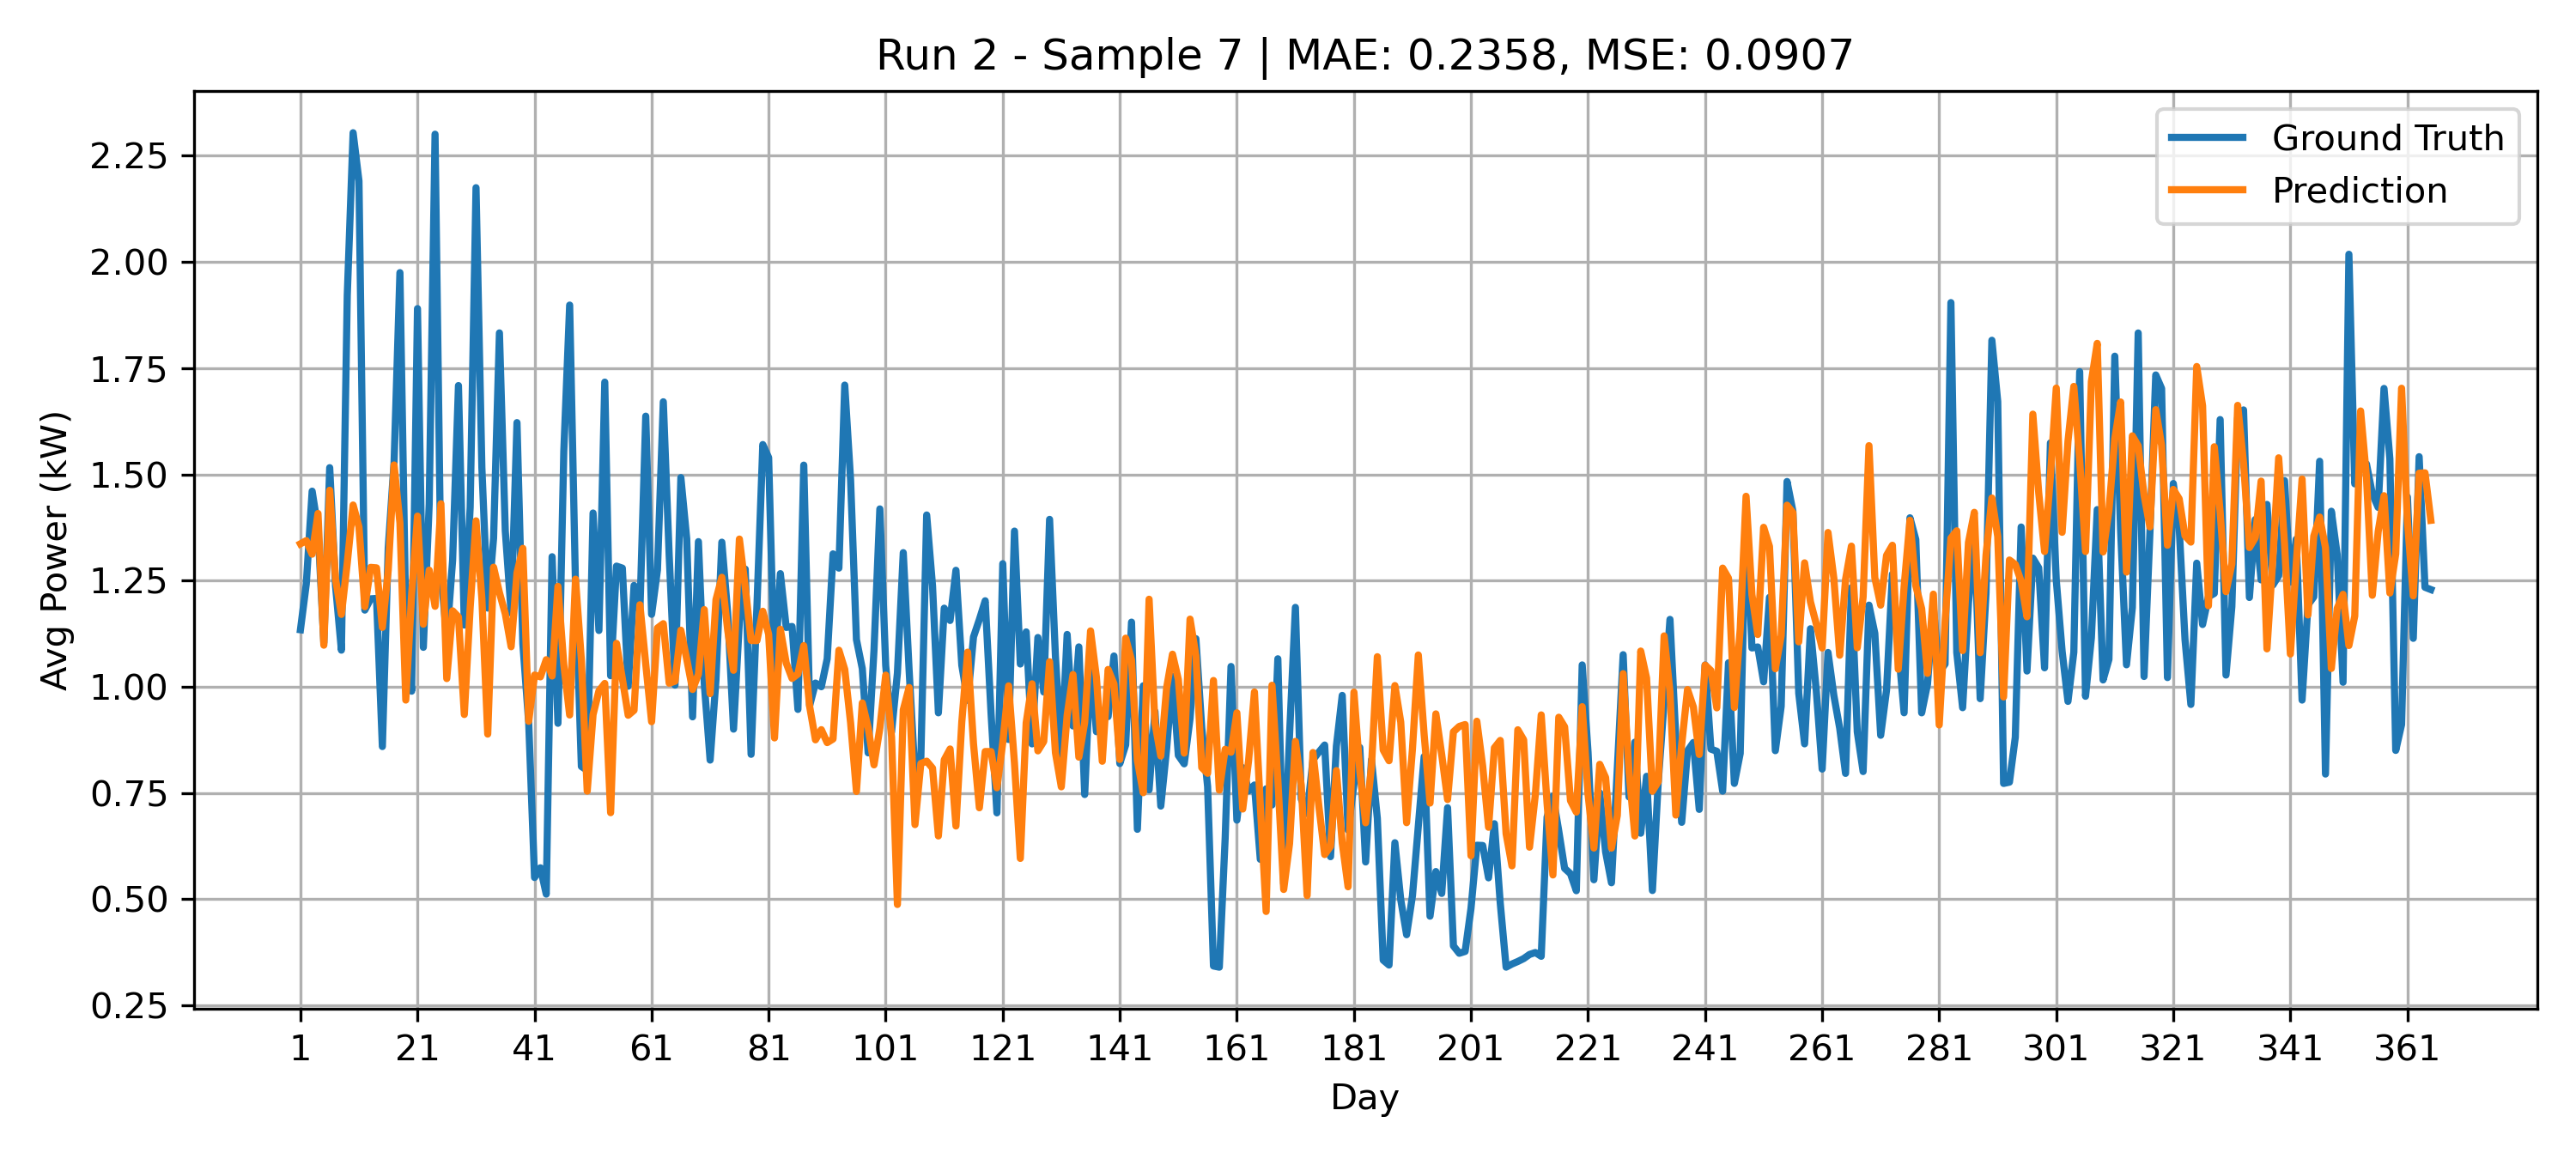 Run 2 - Sample 7 | MAE: 0.2358, MSE: 0.0907
Ground Truth
Prediction
Avg Power (kW)
2.25
2.00
1.75
1.50
1.25
1.00
0.75
0.50
0.25
1 21 41 61 81 101 121 141 161 181 201 221 241 261 281 301 321 341 361
Day